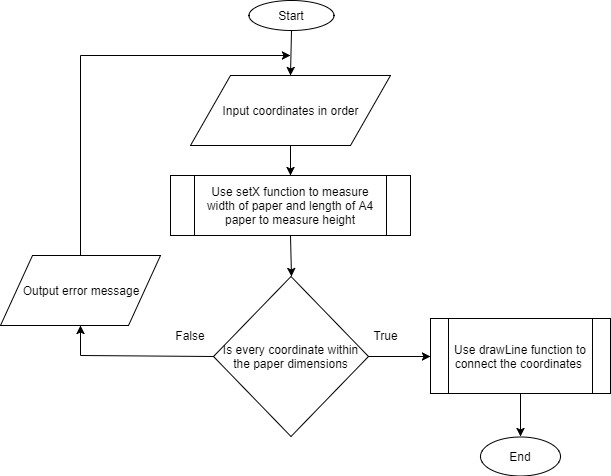 Start
Input coordinates in order
Use setX function to measure
width of paper and length of A4
paper to measure height
Output error message
False
True
Is every coordinate within
the paper dimensions
Use drawLine function to
connect the coordinates
End